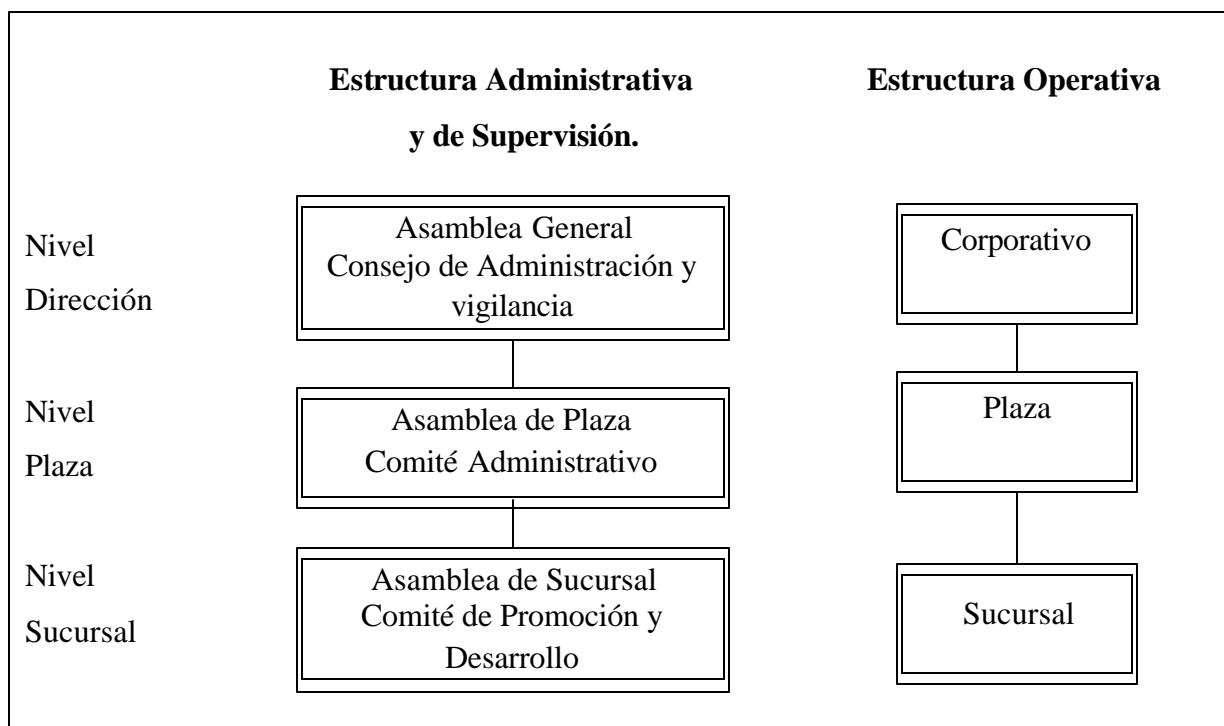 Estructura Administrativa
y de Supervisión.
Estructura Operativa
Nivel
Dirección
Asamblea General
Consejo de Administración y
vigilancia
Corporativo
Nivel
Plaza
Asamblea de Plaza
Comité Administrativo
Plaza
Nivel
Sucursal
Asamblea de Sucursal
Comité de Promoción y
Desarrollo
Sucursal